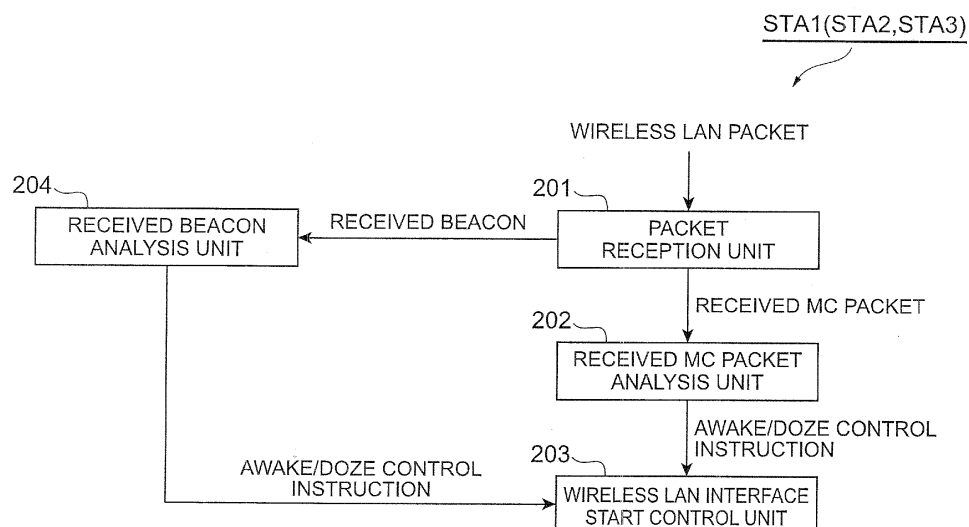 STA1(STA2,STA3)
WIRELESS LAN PACKET
204
201
RECEIVED BEACON
ANALYSIS UNIT
RECEIVED BEACON
PACKET
RECEPTION UNIT
RECEIVED MC PACKET
202
RECEIVED MC PACKET
ANALYSIS UNIT
AWAKE/DOZE CONTROL
INSTRUCTION
203
AWAKE/DOZE CONTROL
INSTRUCTION
WIRELESS LAN INTERFACE
START CONTROL UNIT